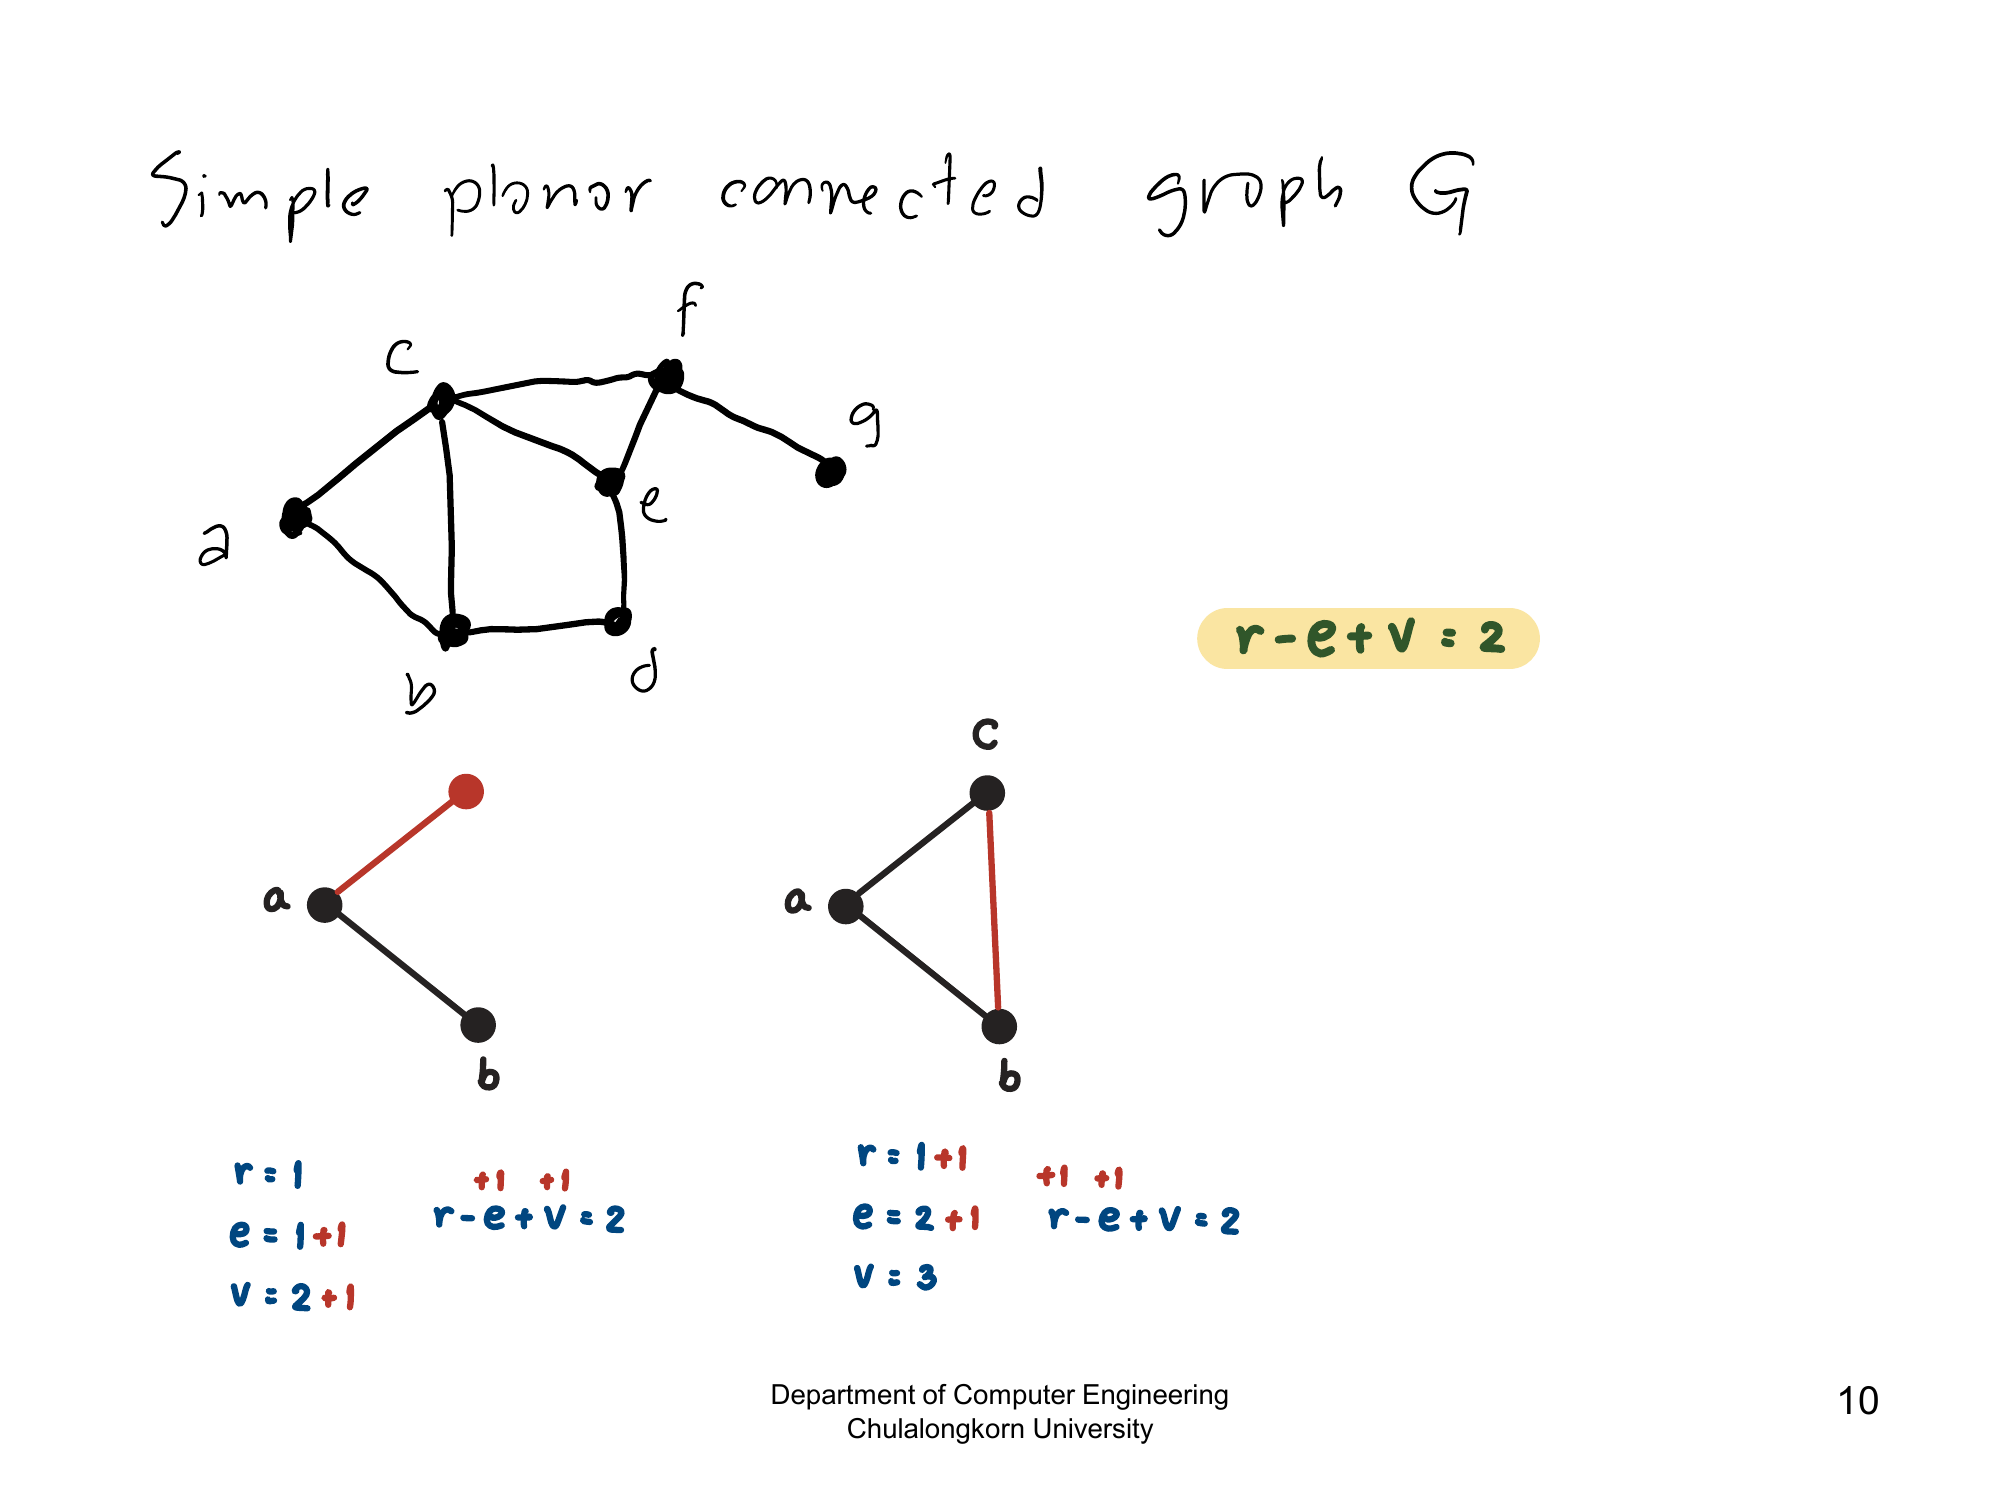 Simple planar connected graph G
f
c
g
e
a
r - e + v = 2
d
b
c
a
a
b
b
r = 1
e = 1 +1
v = 2 +1
+1 +1
r - e + v = 2
r = 1 +1
e = 2 +1
v = 3
+1 +1
r - e + v = 2
Department of Computer Engineering
Chulalongkorn University
10